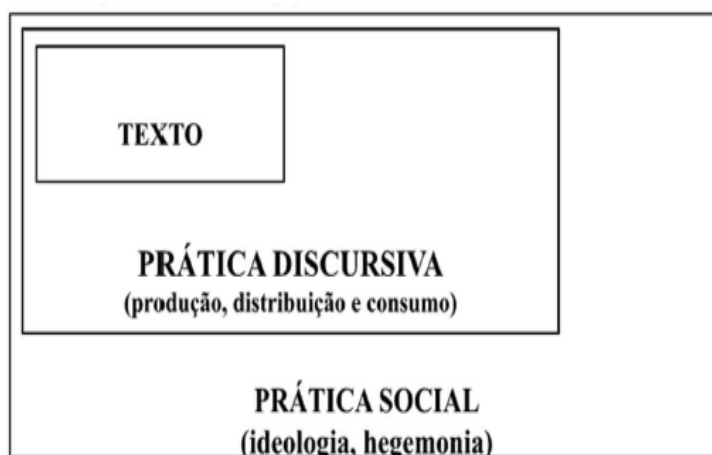 TEXTO
PRÁTICA DISCURSIVA
(produção, distribuição e consumo)
PRÁTICA SOCIAL
(ideologia, hegemonia)